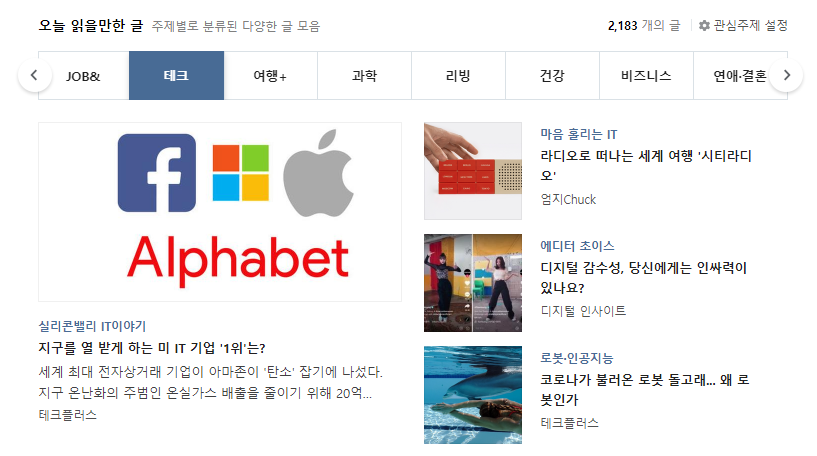 오늘 읽을만한 글 주제별로 분류된 다양한 글 모음 2,183 개의 글 관심주제 설정
JOB& 테크 여행+ 과학 리빙 건강 비즈니스 연애·결혼
f
Alphabet
실리콘밸리 IT이야기
지구를 열 받게 하는 미 IT 기업 '1위'는?
세계 최대 전자상거래 기업이 아마존이 '탄소' 잡기에 나섰다.
지구 온난화의 주범인 온실가스 배출을 줄이기 위해 20억...
테크플러스
마음 홀리는 IT
라디오로 떠나는 세계 여행 '시티라디
오'
엄지Chuck
에디터 초이스
디지털 감수성, 당신에게는 인싸력이
있나요?
디지털 인사이트
로봇·인공지능
코로나가 불러온 로봇 돌고래... 왜 로
봇인가
테크플러스